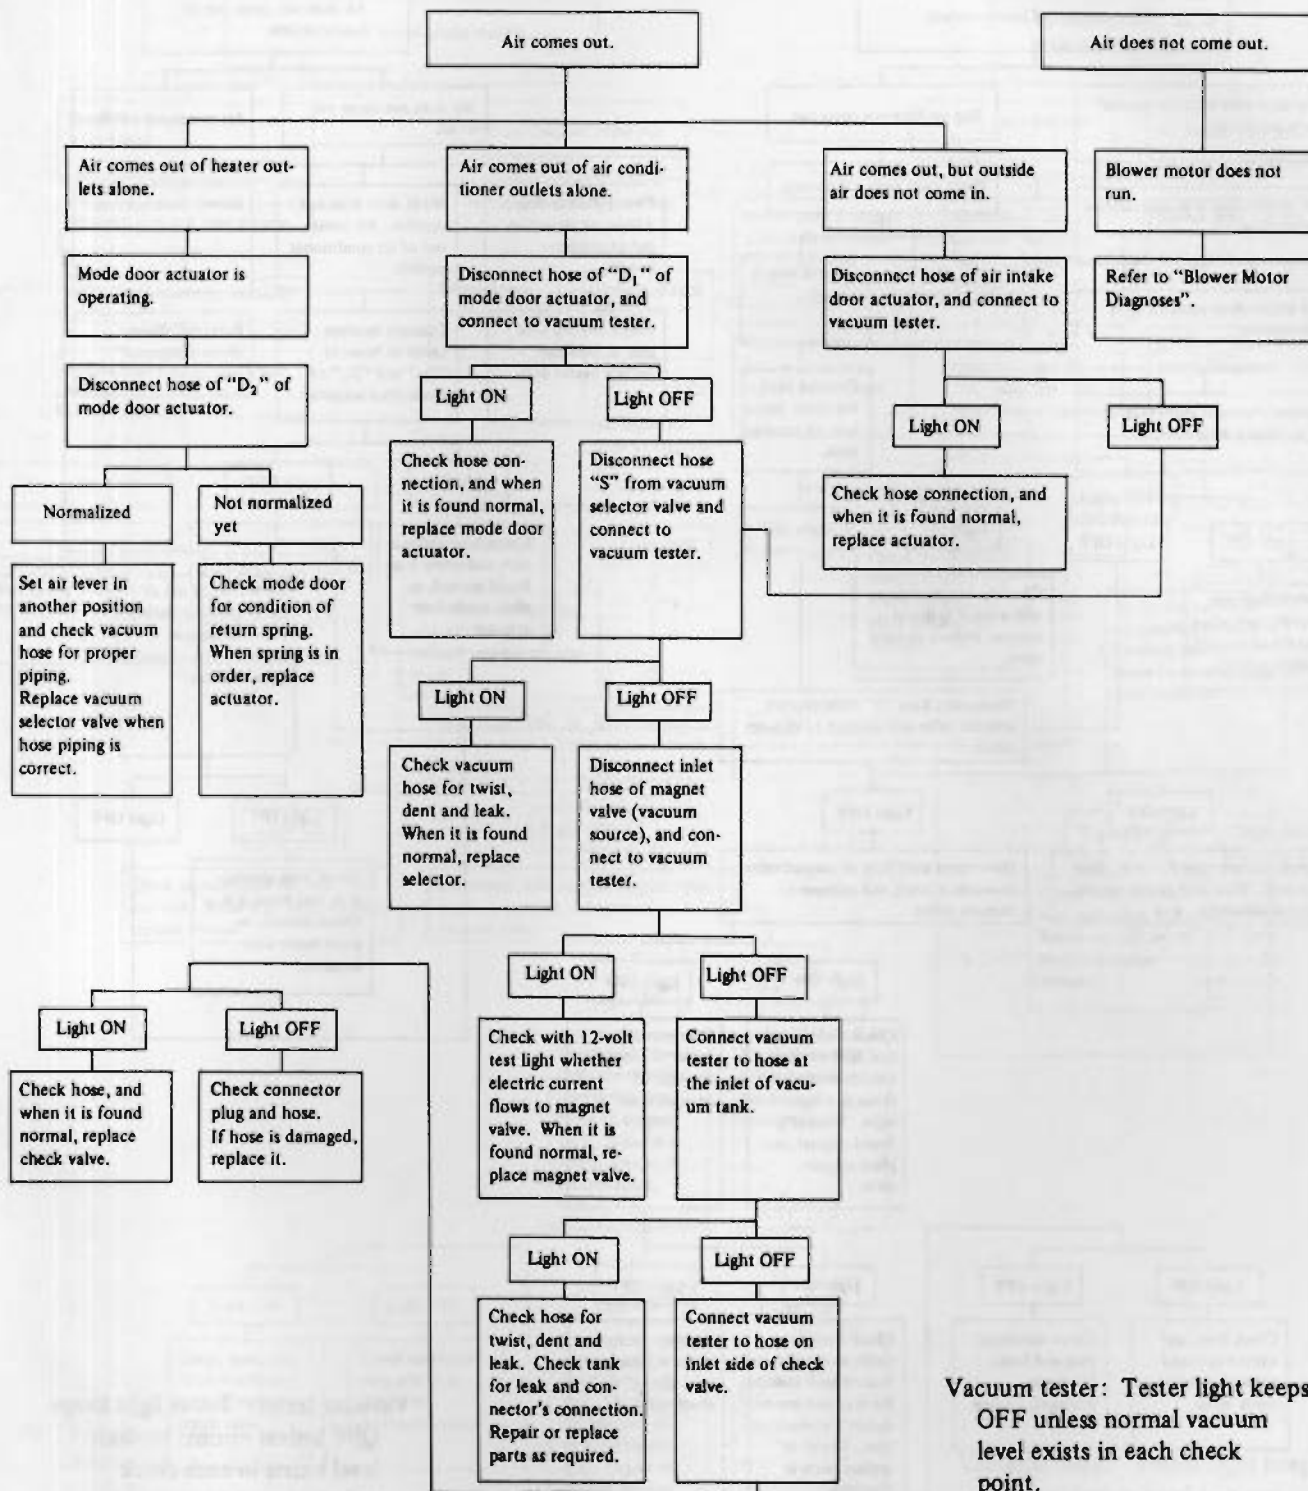 Air comes out.
Air does not come out.
Air comes out of heater out-
lets alone.
Air comes out of air condi-
tioner outlets alone.
Air comes out, but outside
air does not come in.
Blower motor does not
run.
Mode door actuator is
operating.
Disconnect hose of "D₁" of
mode door actuator, and
connect to vacuum tester.
Disconnect hose of air intake
door actuator, and connect to
vacuum tester.
Refer to "Blower Motor
Diagnoses".
Disconnect hose of "D₂" of
mode door actuator.
Light ON
Light OFF
Light ON
Light OFF
Normalized
Not normalized
yet
Check hose con-
nection, and when
it is found normal,
replace mode door
actuator.
Disconnect hose
"S" from vacuum
selector valve and
connect to
vacuum tester.
Check hose connection, and
when it is found normal,
replace actuator.
Set air lever in
another position
and check vacuum
hose for proper
piping.
Replace vacuum
selector valve when
hose piping is
correct.
Check mode door
for condition of
return spring.
When spring is in
order, replace
actuator.
Light ON
Light OFF
Check vacuum
hose for twist,
dent and leak.
When it is found
normal, replace
selector.
Disconnect inlet
hose of magnet
valve (vacuum
source), and con-
nect to vacuum
tester.
Light ON
Light OFF
Light ON
Light OFF
Check with 12-volt
test light whether
electric current
flows to magnet
valve. When it is
found normal, re-
place magnet valve.
Connect vacuum
tester to hose at
the inlet of vacu-
um tank.
Check hose, and
when it is found
normal, replace
check valve.
Check connector
plug and hose.
If hose is damaged,
replace it.
Light ON
Light OFF
Check hose for
twist, dent and
leak. Check tank
for leak and con-
nector's connection.
Repair or replace
parts as required.
Connect vacuum
tester to hose on
inlet side of check
valve.
Vacuum tester: Tester light keeps
OFF unless normal vacuum
level exists in each check
point.